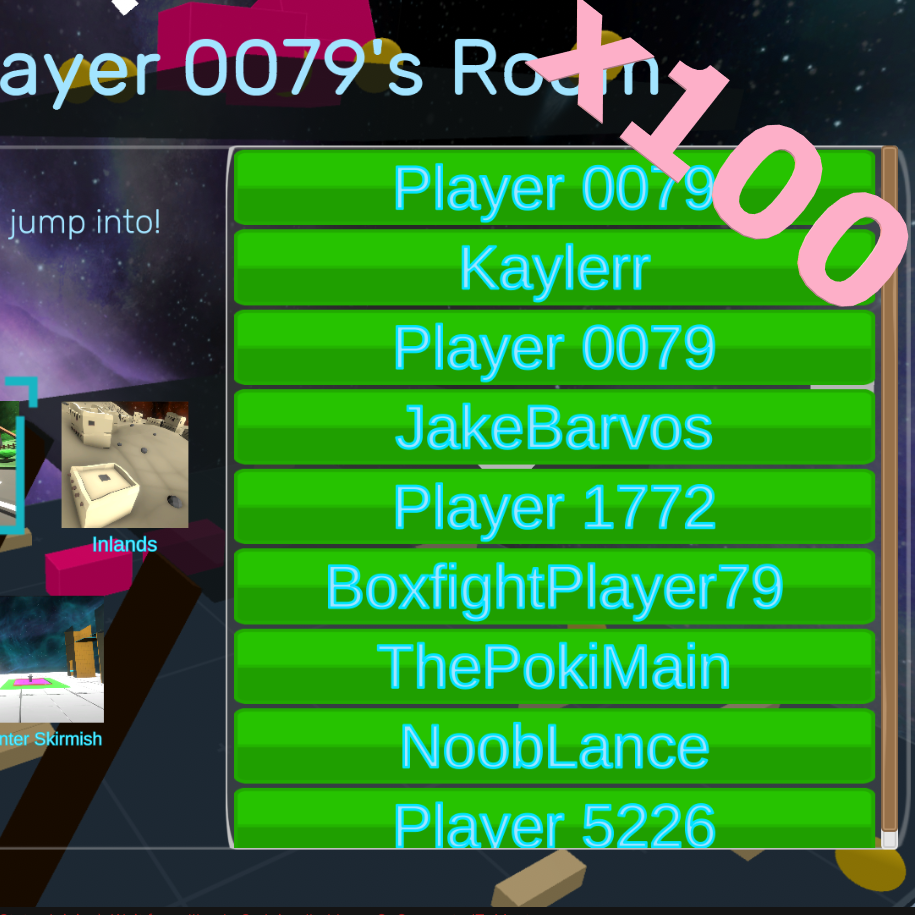 ayer 0079's Room
x100
jump into!
Player 0079
Kaylerr
Player 0079
JakeBarvos
Player 1772
BoxfightPlayer79
ThePokiMain
NoobLance
Player 5226
Inlands
nter Skirmish